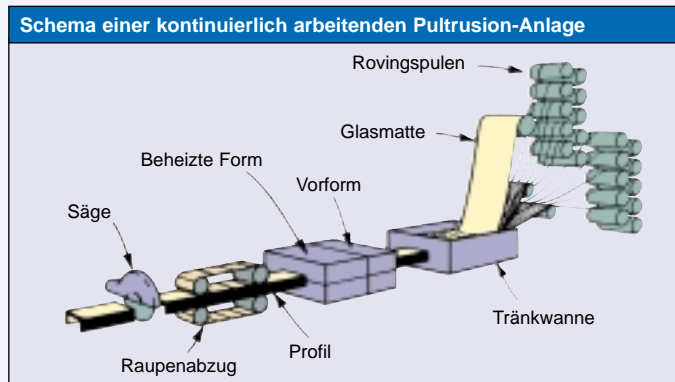 Schema einer kontinuierlich arbeitenden Pultrusion-Anlage
Rovingspulen
Glasmatte
Beheizte Form
Vorform
Säge
Tränkwanne
Profil
Raupenabzug